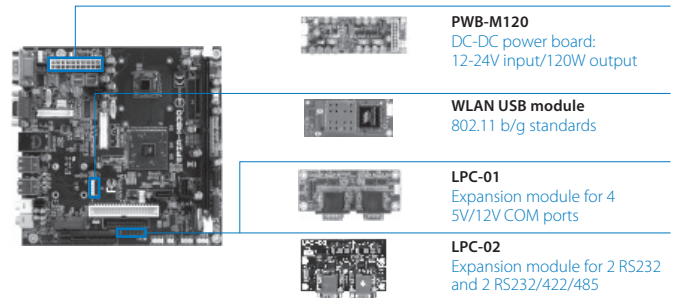 PWB-M120
DC-DC power board:
12-24V input/120W output
WLAN USB module
802.11 b/g standards
LPC-01
Expansion module for 4
5V/12V COM ports
LPC-02
Expansion module for 2 RS232
and 2 RS232/422/485